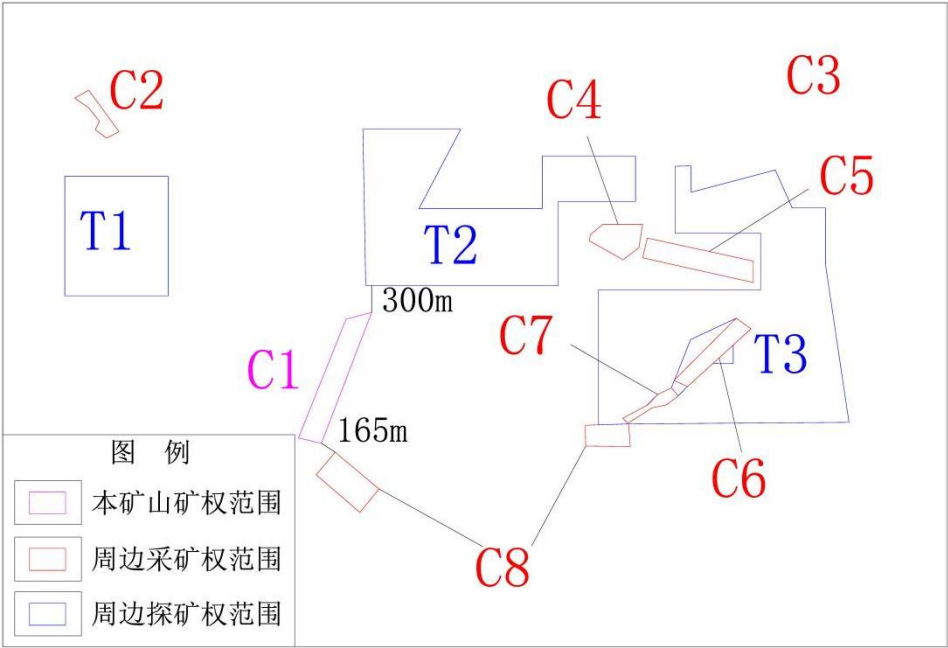 C3
C2
C4
C5
T1
T2
300m
C7
T3
C1
165m
C6
C8
图 例
本矿山矿权范围
周边采矿权范围
周边探矿权范围